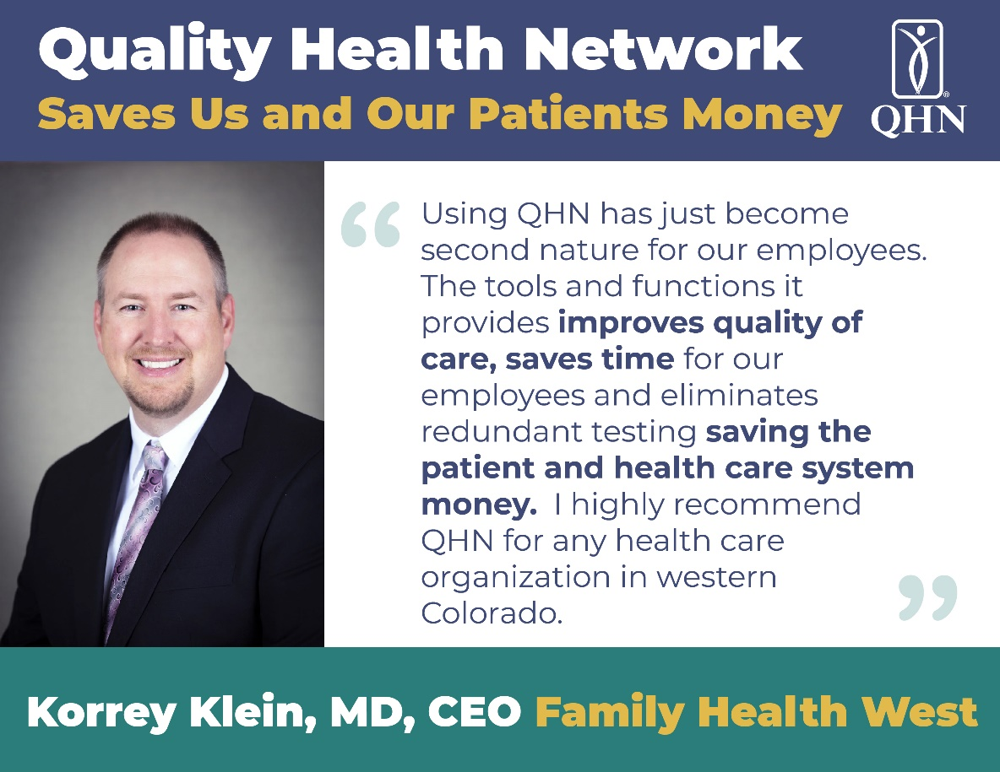 Quality Health Network
Saves Us and Our Patients Money
®
QHN
“
Using QHN has just become
second nature for our employees.
The tools and functions it
provides improves quality of
care, saves time for our
employees and eliminates
redundant testing saving the
patient and health care system
money.  I highly recommend
QHN for any health care
organization in western
Colorado.
”
Korrey Klein, MD, CEO Family Health West